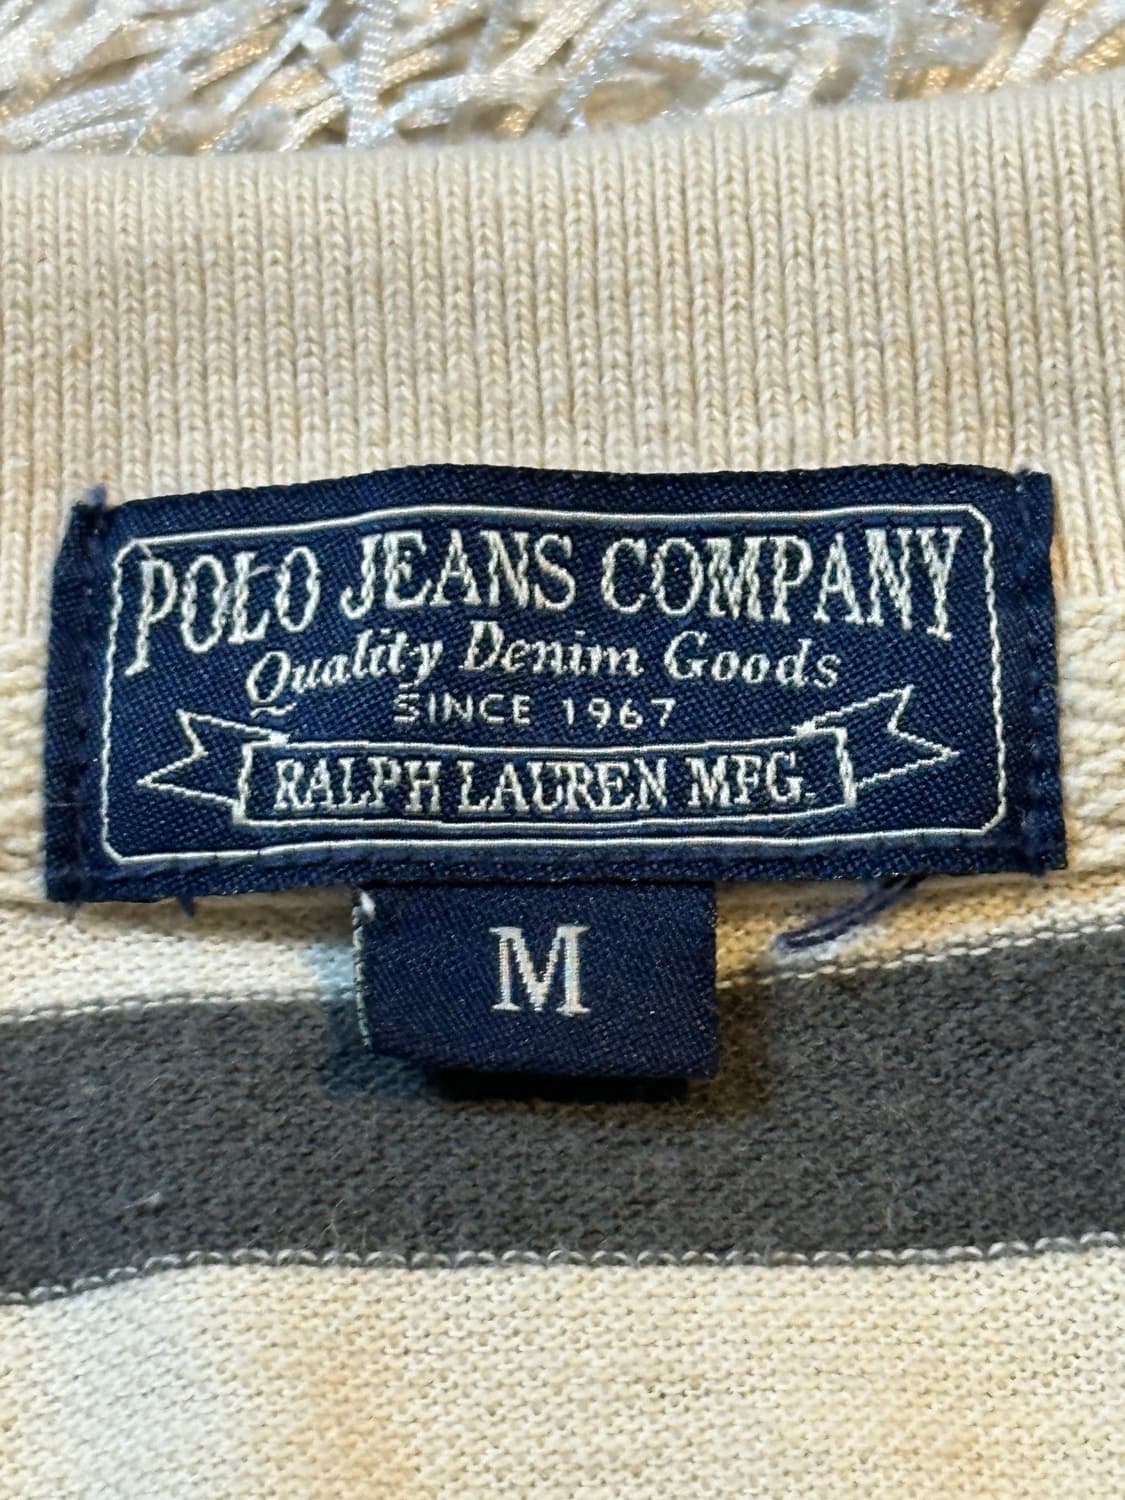 POLO JEANS COMPANY
Quality Denim Goods
SINCE 1967
RALPH LAUREN MFG.
M